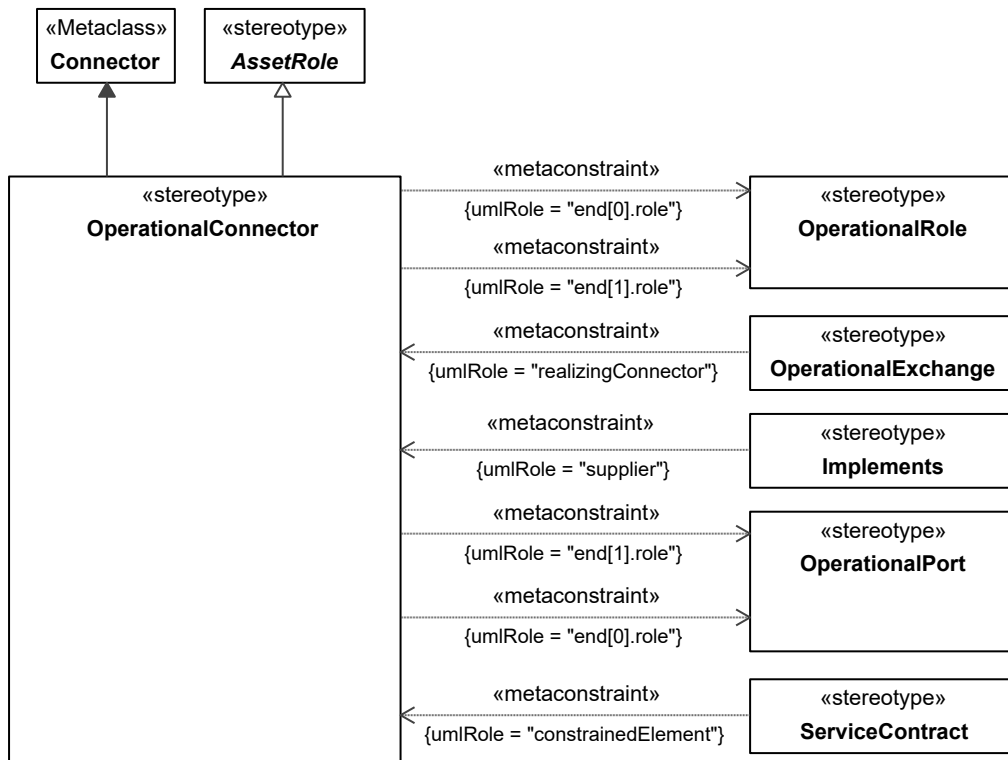 «Metaclass»
Connector
«stereotype»
AssetRole
«stereotype»
OperationalConnector
«metaconstraint»
{umlRole = "end[0].role"}
«metaconstraint»
{umlRole = "end[1].role"}
«stereotype»
OperationalRole
«metaconstraint»
{umlRole = "realizingConnector"}
«stereotype»
OperationalExchange
«metaconstraint»
{umlRole = "supplier"}
«stereotype»
Implements
«metaconstraint»
{umlRole = "end[1].role"}
«metaconstraint»
{umlRole = "end[0].role"}
«stereotype»
OperationalPort
«metaconstraint»
{umlRole = "constrainedElement"}
«stereotype»
ServiceContract